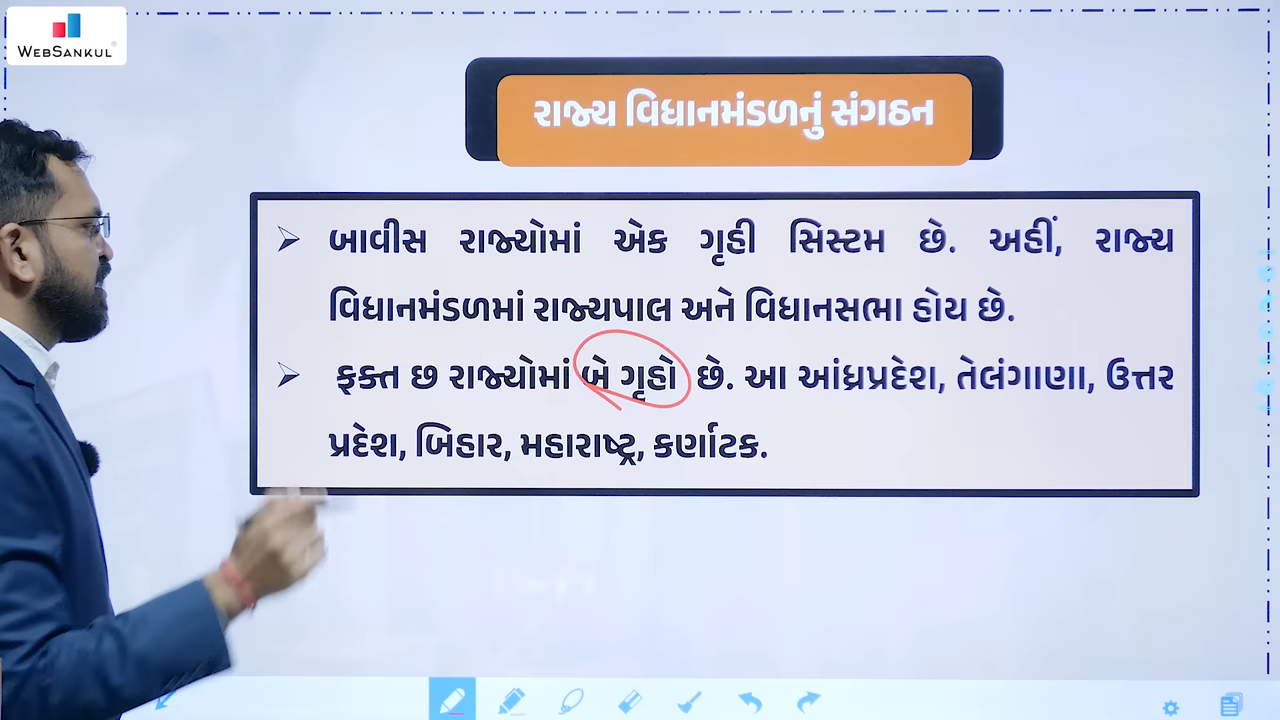 WEBSANKUL
રાજ્ય વિધાનમંડળનું સંગઠન
➢ બાવીસ રાજ્યોમાં એક ગૃહી સિસ્ટમ છે. અહીં, રાજ્ય
વિધાનમંડળમાં રાજ્યપાલ અને વિધાનસભા હોય છે.
➢ ફક્ત છ રાજ્યોમાં બે ગૃહો છે. આ આંધ્રપ્રદેશ, તેલંગાણા, ઉત્તર
પ્રદેશ, બિહાર, મહારાષ્ટ્ર, કર્ણાટક.